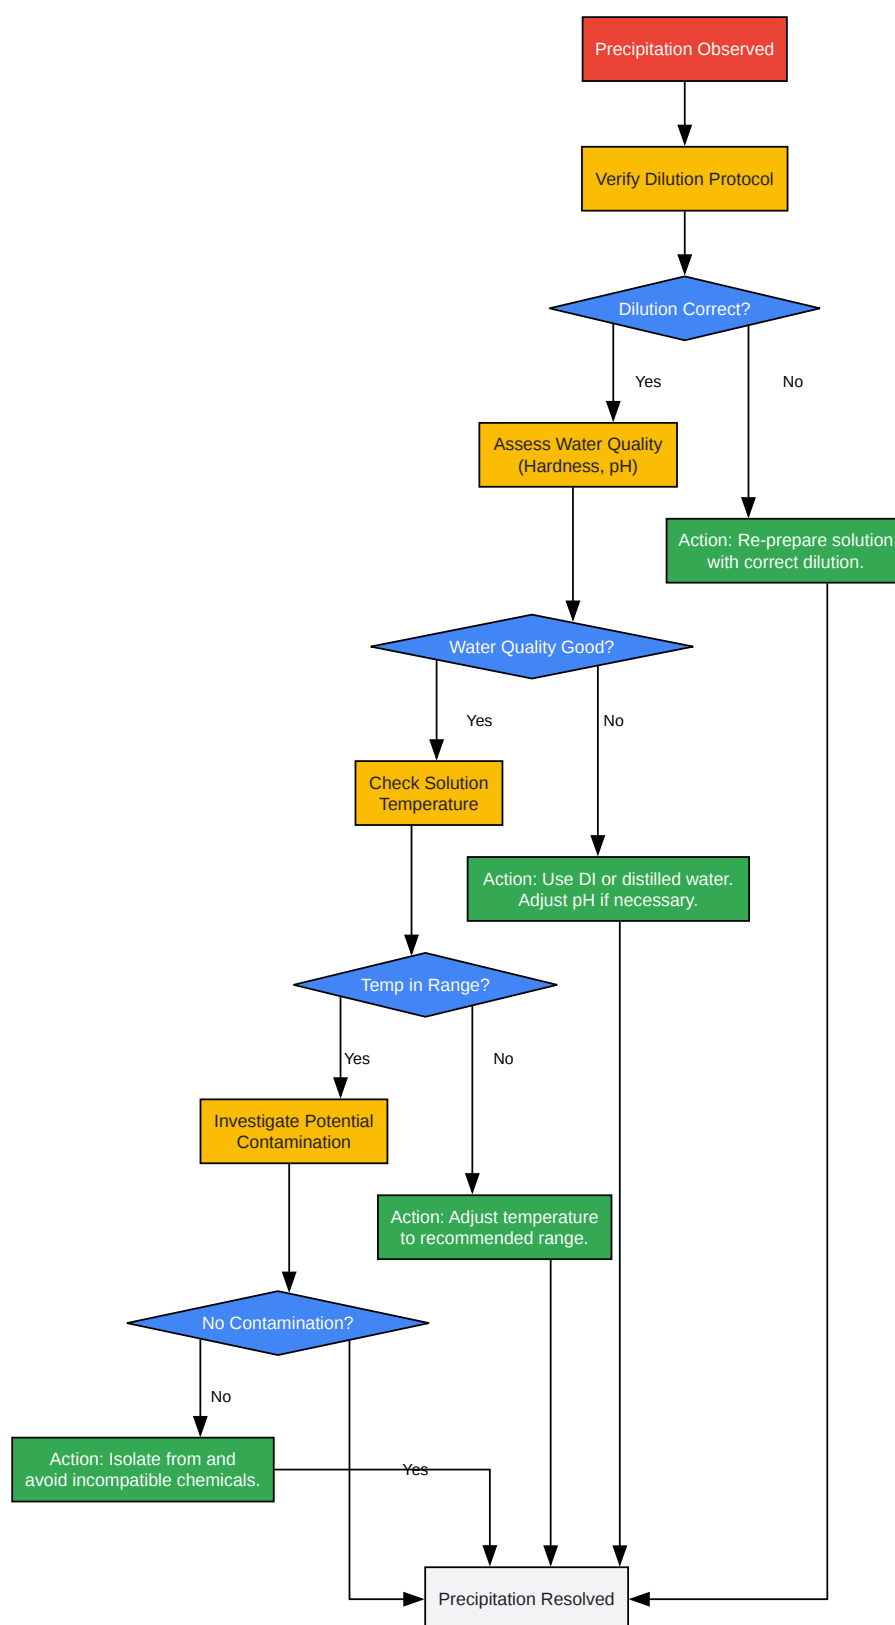 Precipitation Observed
Verify Dilution Protocol
Dilution Correct?
Yes
No
Assess Water Quality
(Hardness, pH)
Action: Re-prepare solution
with correct dilution.
Water Quality Good?
Yes
No
Check Solution
Temperature
Action: Use DI or distilled water.
Adjust pH if necessary.
Temp in Range?
Yes
No
Investigate Potential
Contamination
Action: Adjust temperature
to recommended range.
No Contamination?
No
Action: Isolate from and
avoid incompatible chemicals.
Yes
Precipitation Resolved